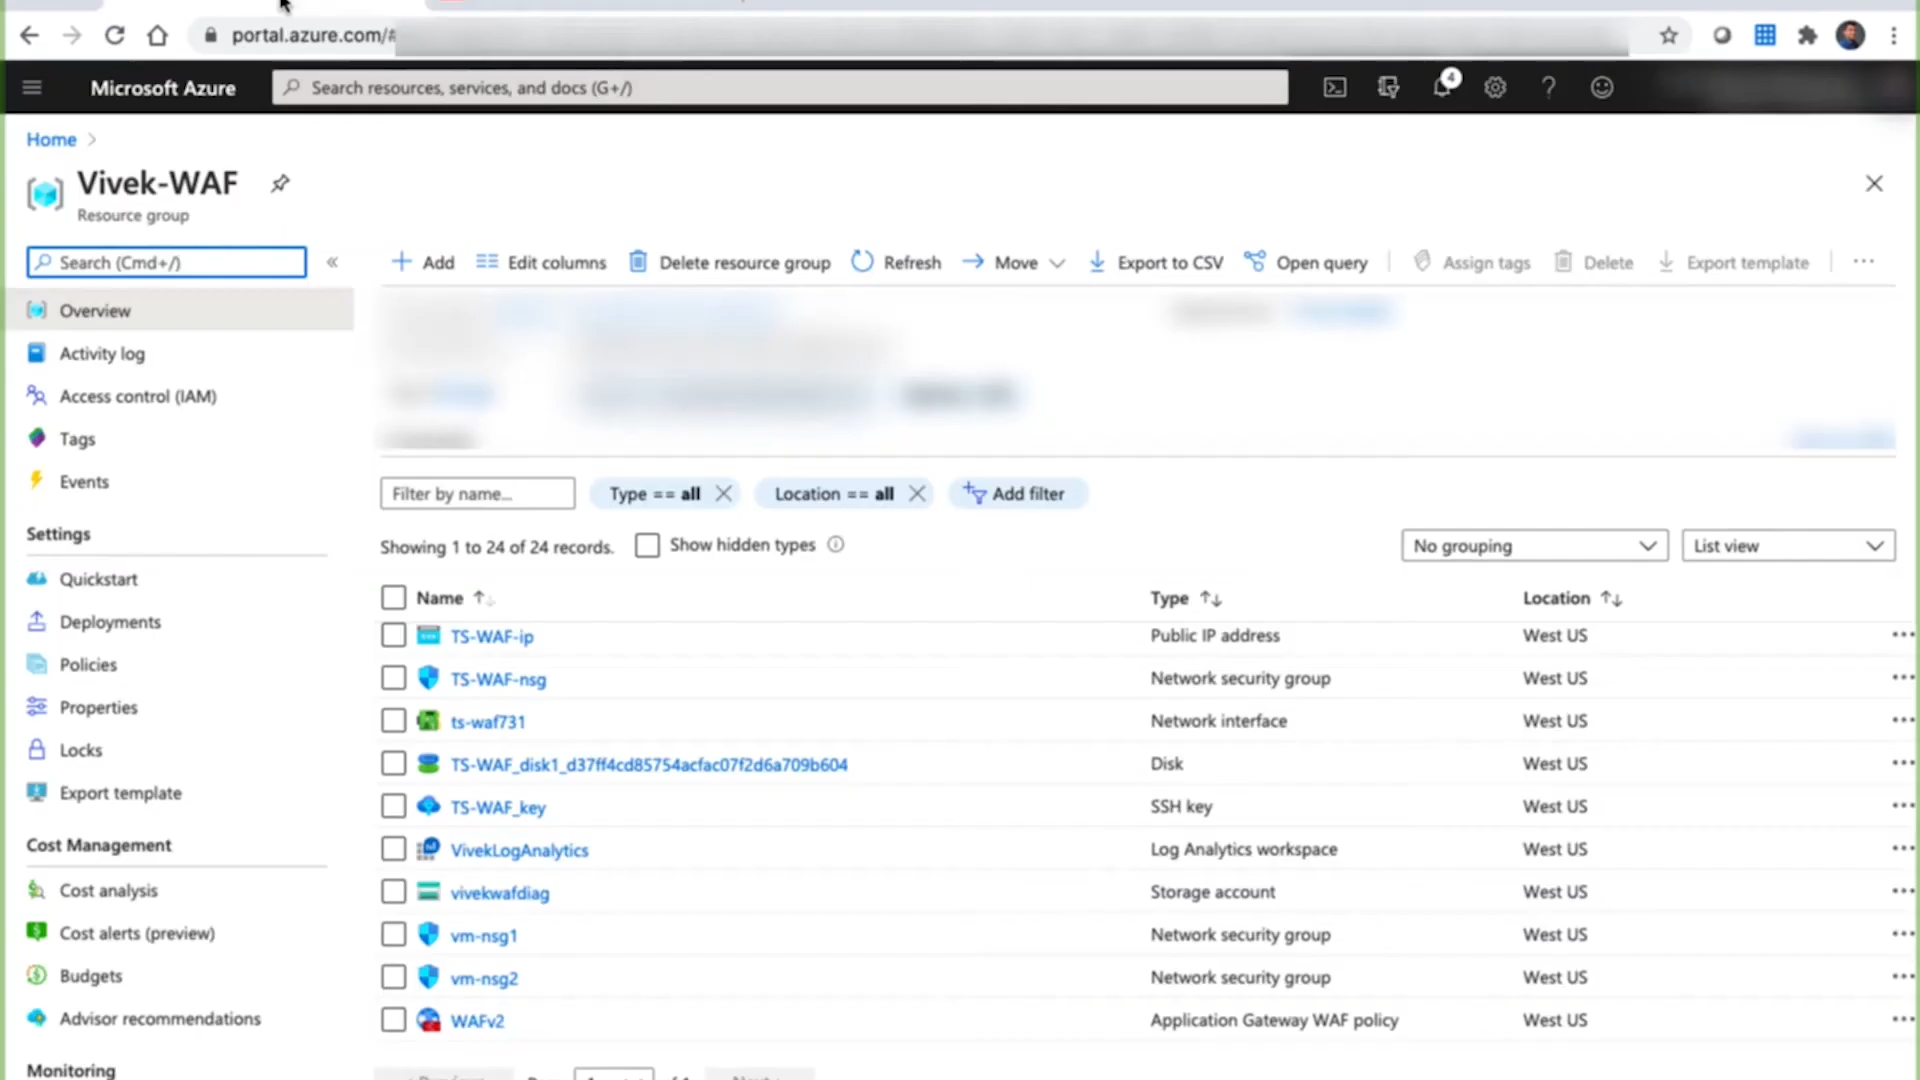 portal.azure.com/#
Microsoft Azure
Search resources, services, and docs (G+/)
4
Home
Vivek-WAF
Resource group
Search (Cmd+/)
«
Add
Edit columns
Delete resource group
Refresh
Move
Export to CSV
Open query
Assign tags
Delete
Export template
...
Overview
Activity log
Access control (IAM)
Tags
Events
Settings
Quickstart
Deployments
Policies
Properties
Locks
Export template
Cost Management
Cost analysis
Cost alerts (preview)
Budgets
Advisor recommendations
Monitoring
Filter by name...
Type == all
Location == all
Add filter
Showing 1 to 24 of 24 records.
Show hidden types
No grouping
List view
Name Type Location
TS-WAF-ip Public IP address West US
TS-WAF-nsg Network security group West US
ts-waf731 Network interface West US
TS-WAF_disk1_d37ff4cd85754acfac07f2d6a709b604 Disk West US
TS-WAF_key SSH key West US
VivekLogAnalytics Log Analytics workspace West US
vivekwafdiag Storage account West US
vm-nsg1 Network security group West US
vm-nsg2 Network security group West US
WAFv2 Application Gateway WAF policy West US